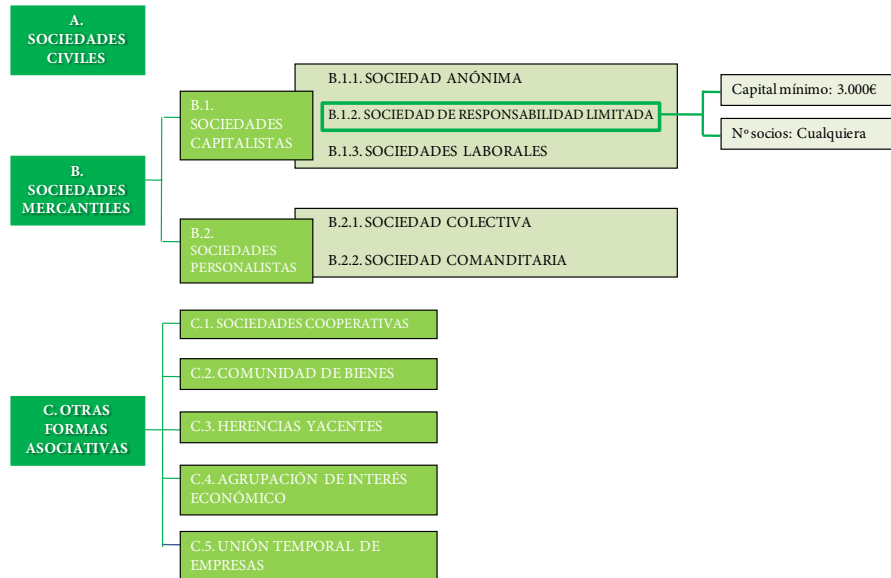 A.
SOCIEDADES
CIVILES
B.
SOCIEDADES
MERCANTILES
B.1.
SOCIEDADES
CAPITALISTAS
B.1.1. SOCIEDAD ANÓNIMA
B.1.2. SOCIEDAD DE RESPONSABILIDAD LIMITADA
B.1.3. SOCIEDADES LABORALES
Capital mínimo: 3.000€
Nº socios: Cualquiera
B.2.
SOCIEDADES
PERSONALISTAS
B.2.1. SOCIEDAD COLECTIVA
B.2.2. SOCIEDAD COMANDITARIA
C. OTRAS
FORMAS
ASOCIATIVAS
C.1. SOCIEDADES COOPERATIVAS
C.2. COMUNIDAD DE BIENES
C.3. HERENCIAS YACENTES
C.4. AGRUPACIÓN DE INTERÉS
ECONÓMICO
C.5. UNIÓN TEMPORAL DE
EMPRESAS